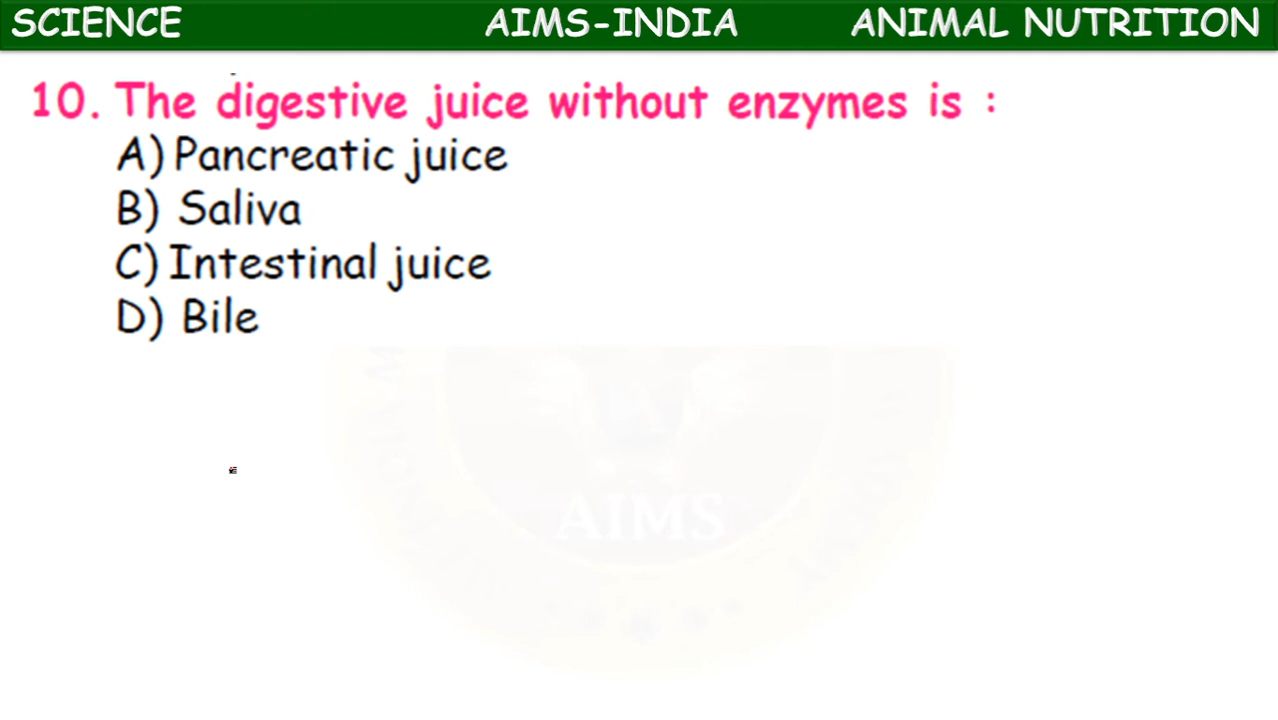 SCIENCE AIMS-INDIA ANIMAL NUTRITION
10. The digestive juice without enzymes is :
A) Pancreatic juice
B) Saliva
C) Intestinal juice
D) Bile
AIMS